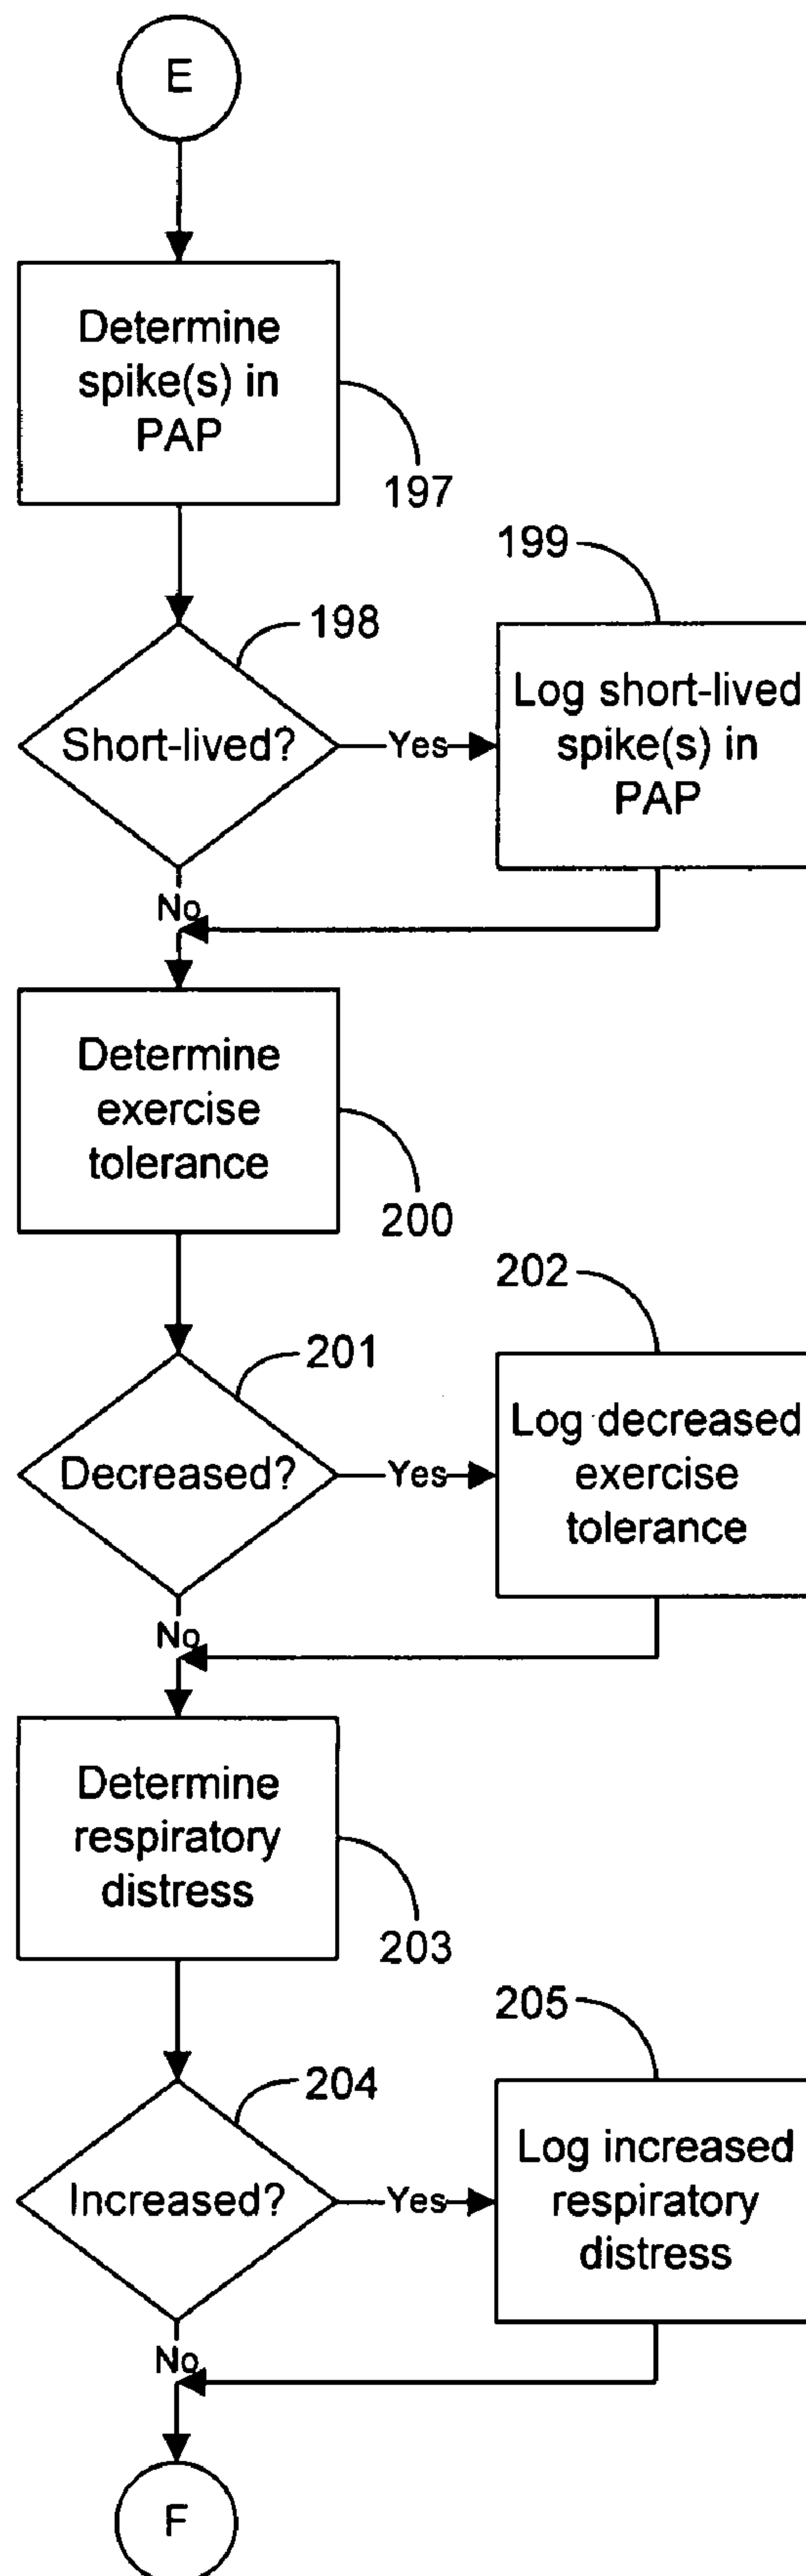 E
Determine
spike(s) in
PAP
197
199
198
Short-lived?
Yes
Log short-lived
spike(s) in
PAP
No
Determine
exercise
tolerance
200
202
201
Decreased?
Yes
Log decreased
exercise
tolerance
No
Determine
respiratory
distress
203
205
204
Increased?
Yes
Log increased
respiratory
distress
No
F